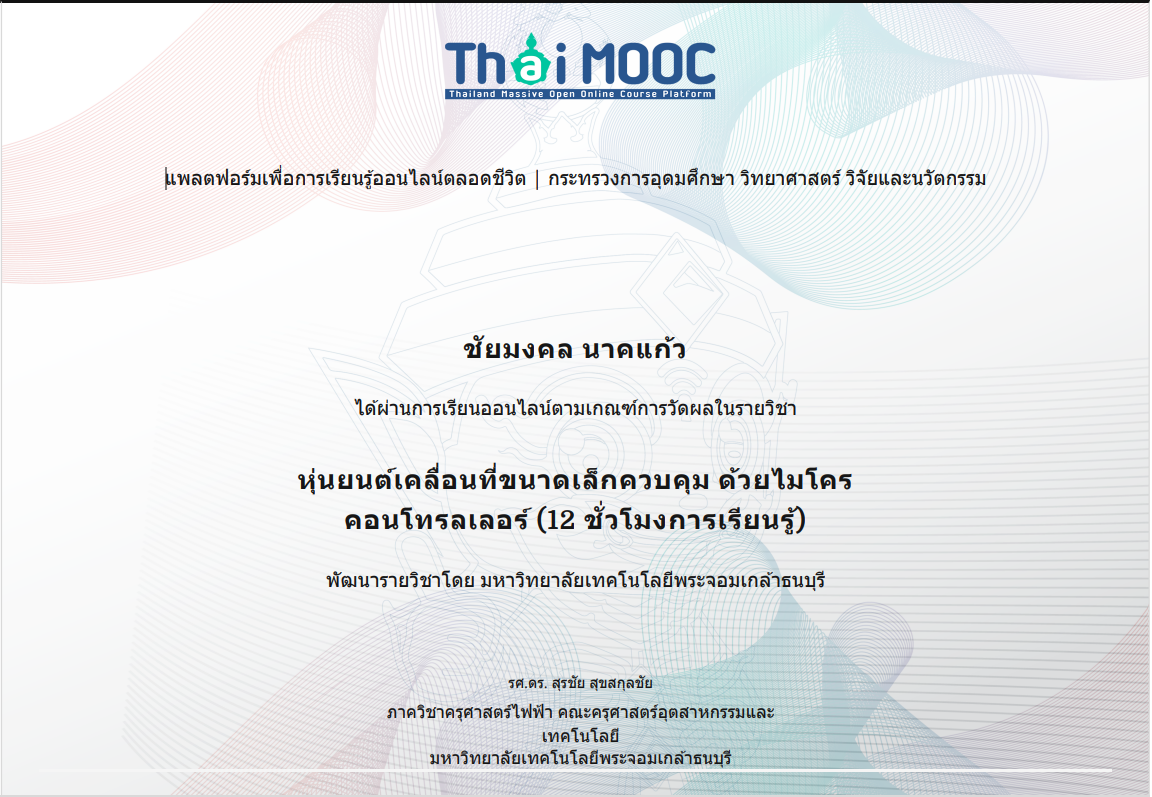 Thai MOOC
Thailand Massive Open Online Course Platform
แพลตฟอร์มเพื่อการเรียนรู้ออนไลน์ตลอดชีวิต | กระทรวงการอุดมศึกษา วิทยาศาสตร์ วิจัยและนวัตกรรม
ชัยมงคล นาคแก้ว
ได้ผ่านการเรียนออนไลน์ตามเกณฑ์การวัดผลในรายวิชา
หุ่นยนต์เคลื่อนที่ขนาดเล็กควบคุม ด้วยไมโคร
คอนโทรลเลอร์ (12 ชั่วโมงการเรียนรู้)
พัฒนารายวิชาโดย มหาวิทยาลัยเทคโนโลยีพระจอมเกล้าธนบุรี
รศ.ดร. สุรชัย สุขสกุลชัย
ภาควิชาครุศาสตร์ไฟฟ้า คณะครุศาสตร์อุตสาหกรรมและ
เทคโนโลยี
มหาวิทยาลัยเทคโนโลยีพระจอมเกล้าธนบุรี